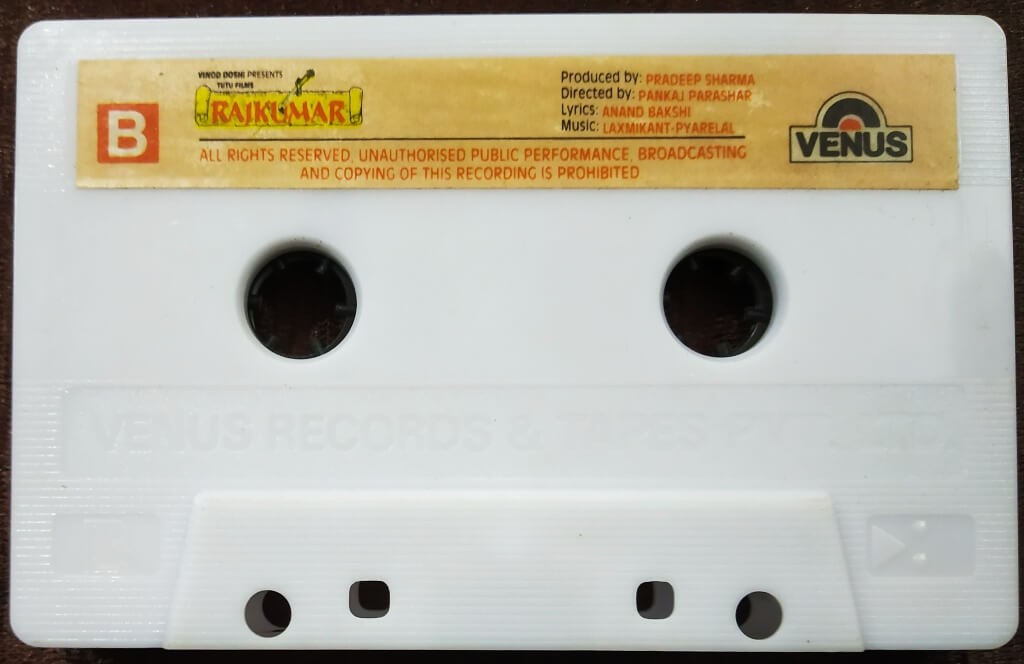 B
VINOD DOSHI PRESENTS
TUTU FILMS
RAJKUMAR
Produced by: PRADEEP SHARMA
Directed by: PANKAJ PARASHAR
Lyrics: ANAND BAKSHI
Music: LAXMIKANT-PYARELAL
ALL RIGHTS RESERVED, UNAUTHORISED PUBLIC PERFORMANCE, BROADCASTING
AND COPYING OF THIS RECORDING IS PROHIBITED
VENUS
VENUS RECORDS & TAPES
B